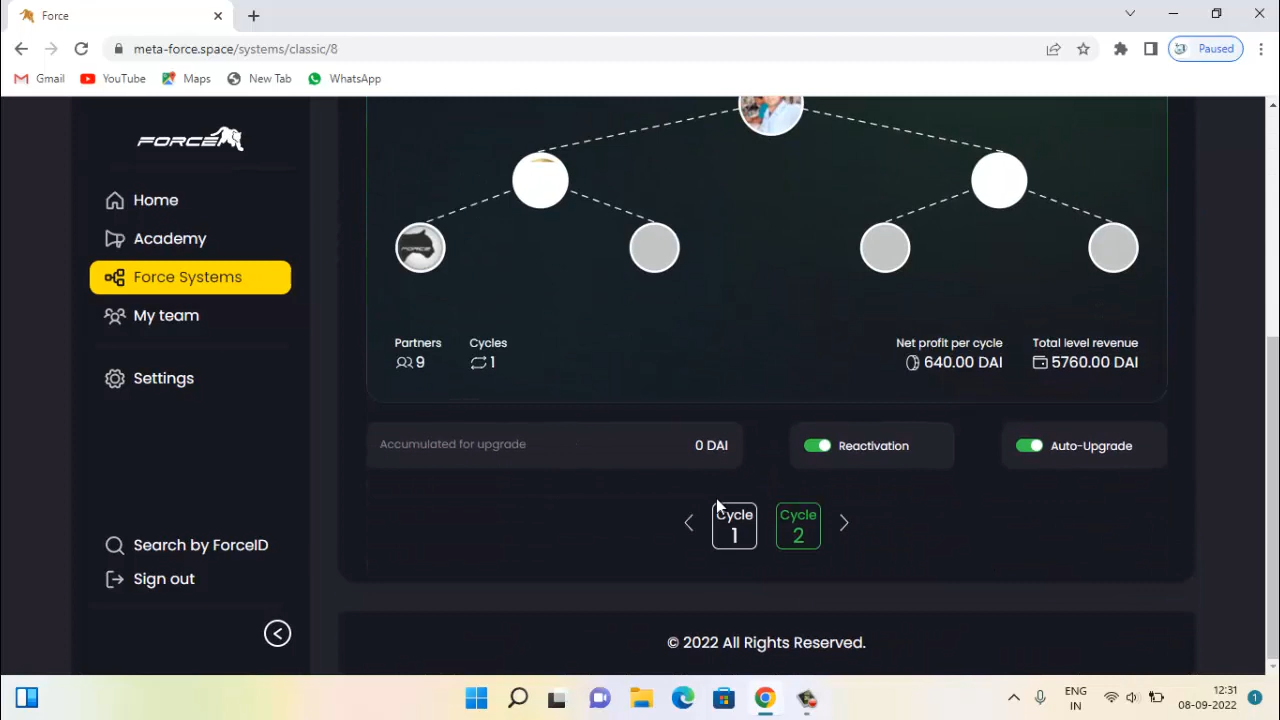 Force
meta-force.space/systems/classic/8
Paused
Gmail
YouTube
Maps
New Tab
WhatsApp
FORCE
Home
Academy
Force Systems
My team
Settings
Search by ForceID
Sign out
FORCE
Partners
9
Cycles
1
Net profit per cycle
640.00 DAI
Total level revenue
5760.00 DAI
Accumulated for upgrade
0 DAI
Reactivation
Auto-Upgrade
Cycle
1
Cycle
2
© 2022 All Rights Reserved.
ENG
IN
12:31
08-09-2022
1